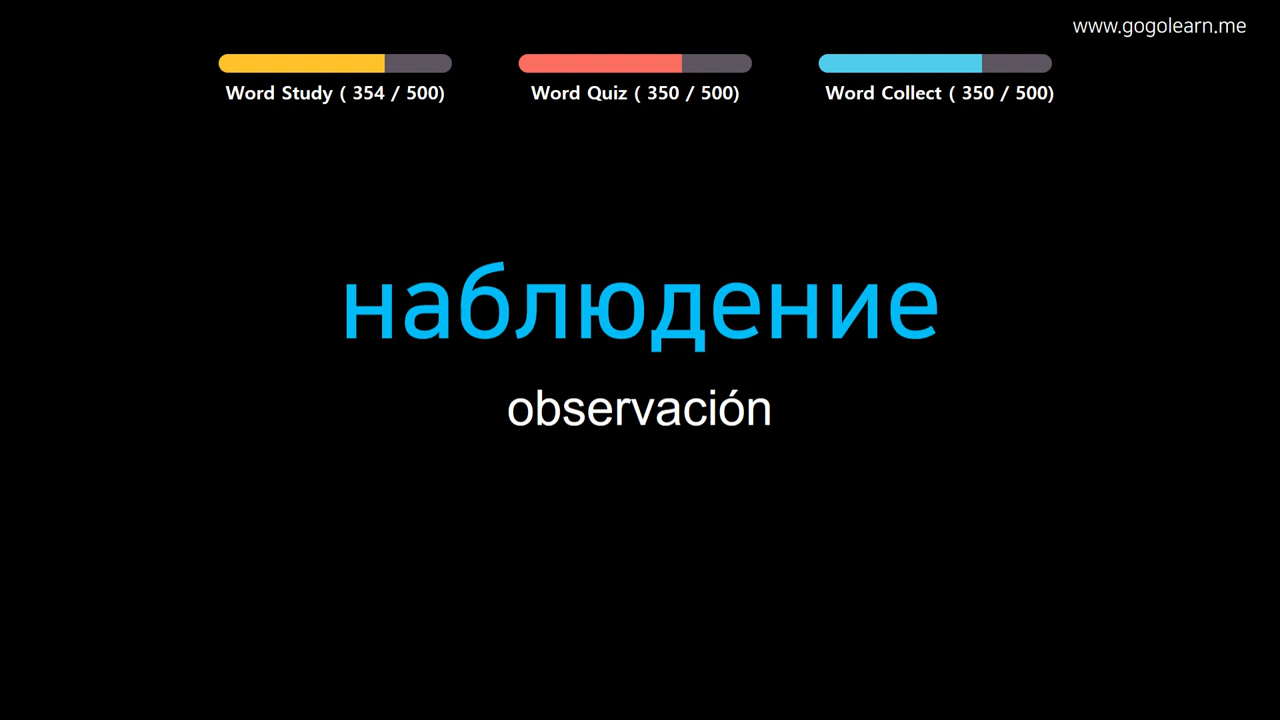 www.gogolearn.me
Word Study ( 354 / 500)
Word Quiz ( 350 / 500)
Word Collect ( 350 / 500)
наблюдение
observación